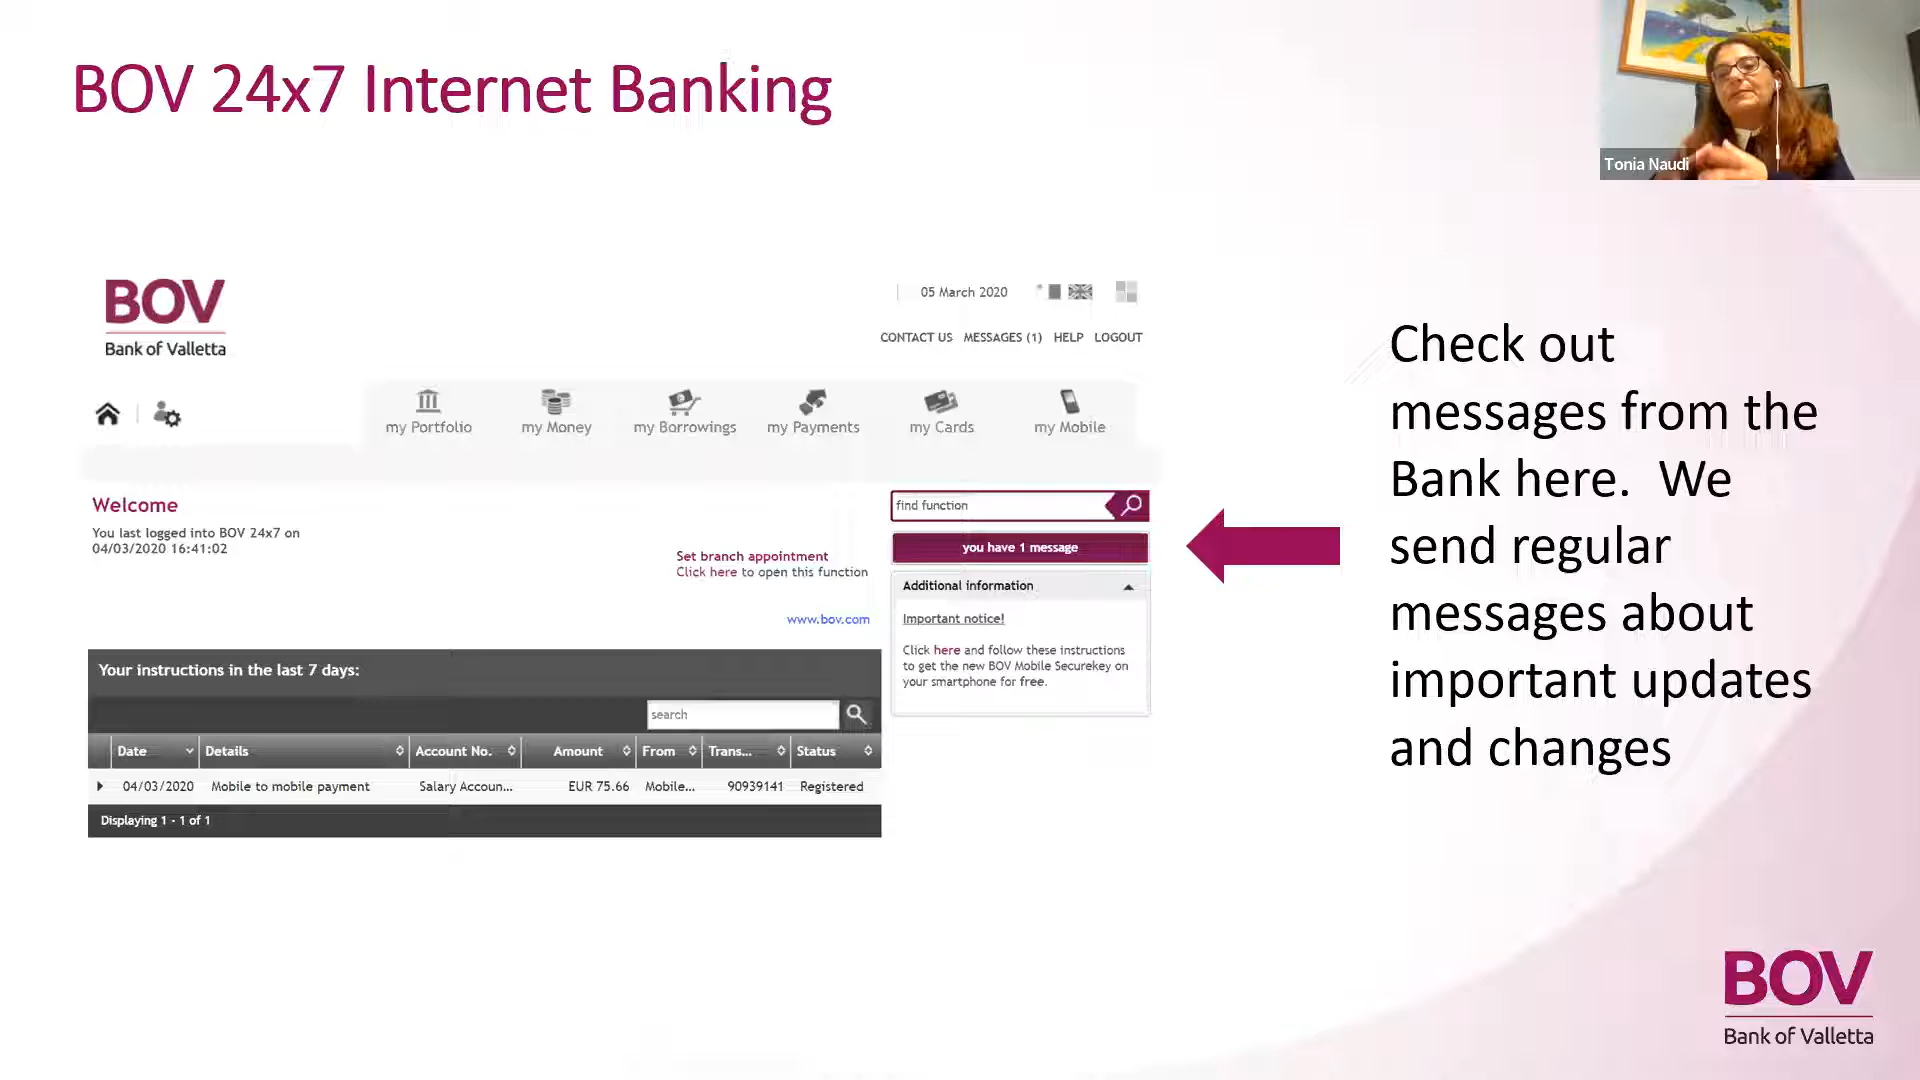 BOV 24x7 Internet Banking
Tonia Naudi
BOV
Bank of Valletta
05 March 2020
CONTACT US MESSAGES (1) HELP LOGOUT
my Portfolio my Money my Borrowings my Payments my Cards my Mobile
Welcome
You last logged into BOV 24x7 on
04/03/2020 16:41:02
Set branch appointment
Click here to open this function
www.bov.com
find function
you have 1 message
Additional information
Important notice!
Click here and follow these instructions
to get the new BOV Mobile Securekey on
your smartphone for free.
Your instructions in the last 7 days:
search
Date Details Account No. Amount From Trans... Status
04/03/2020 Mobile to mobile payment Salary Accoun... EUR 75.66 Mobile... 90939141 Registered
Displaying 1 - 1 of 1
Check out
messages from the
Bank here. We
send regular
messages about
important updates
and changes
BOV
Bank of Valletta